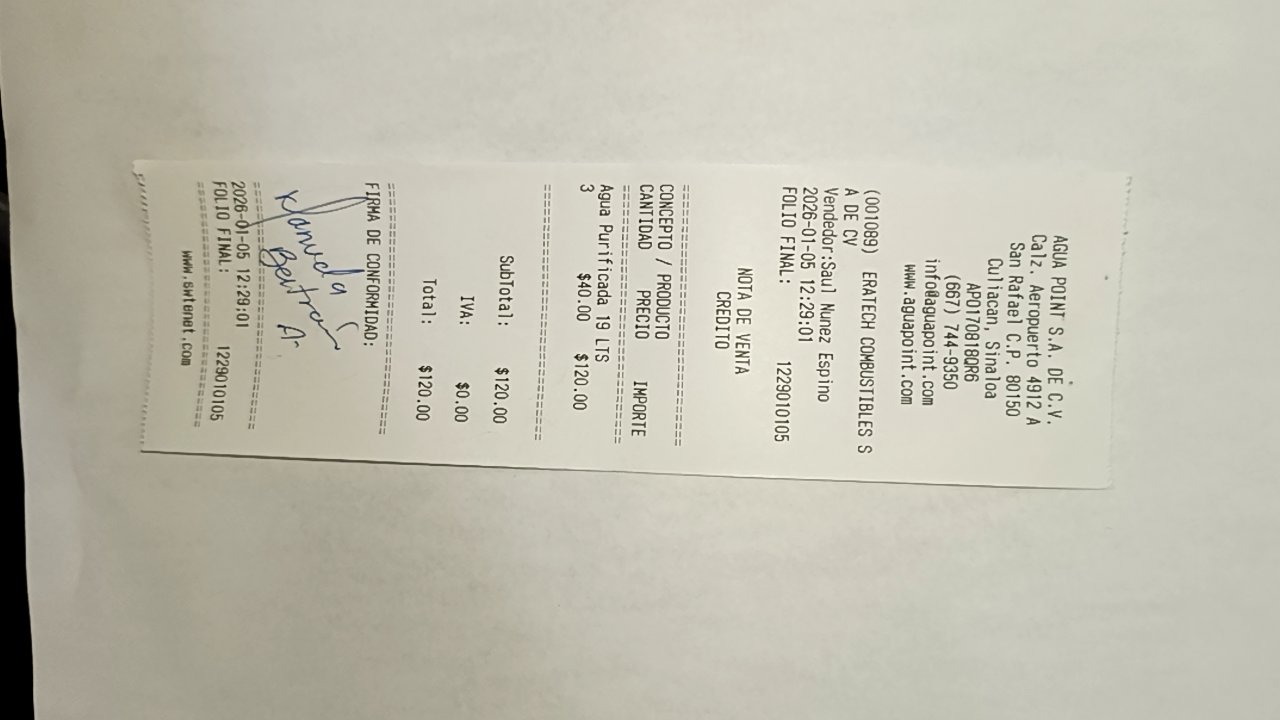 AGUA POINT S.A. DE C.V.
Calz. Aeropuerto 4912 A
San Rafael C.P. 80150
Culiacan, Sinaloa
APO170818QR6
(667) 744-9350
info@aguapoint.com
www.aguapoint.com
(001089) ERATECH COMBUSTIBLES S
A DE CV
Vendedor:Saul Nunez Espino
2026-01-05 12:29:01
FOLIO FINAL: 1229010105
NOTA DE VENTA
CREDITO
CONCEPTO / PRODUCTO
CANTIDAD PRECIO IMPORTE
Agua Purificada 19 LTS
3 $40.00 $120.00
SubTotal: $120.00
IVA: $0.00
Total: $120.00
FIRMA DE CONFORMIDAD:
Manuela
Beltrán
A.
2026-01-05 12:29:01
FOLIO FINAL: 1229010105
www.swtenet.com